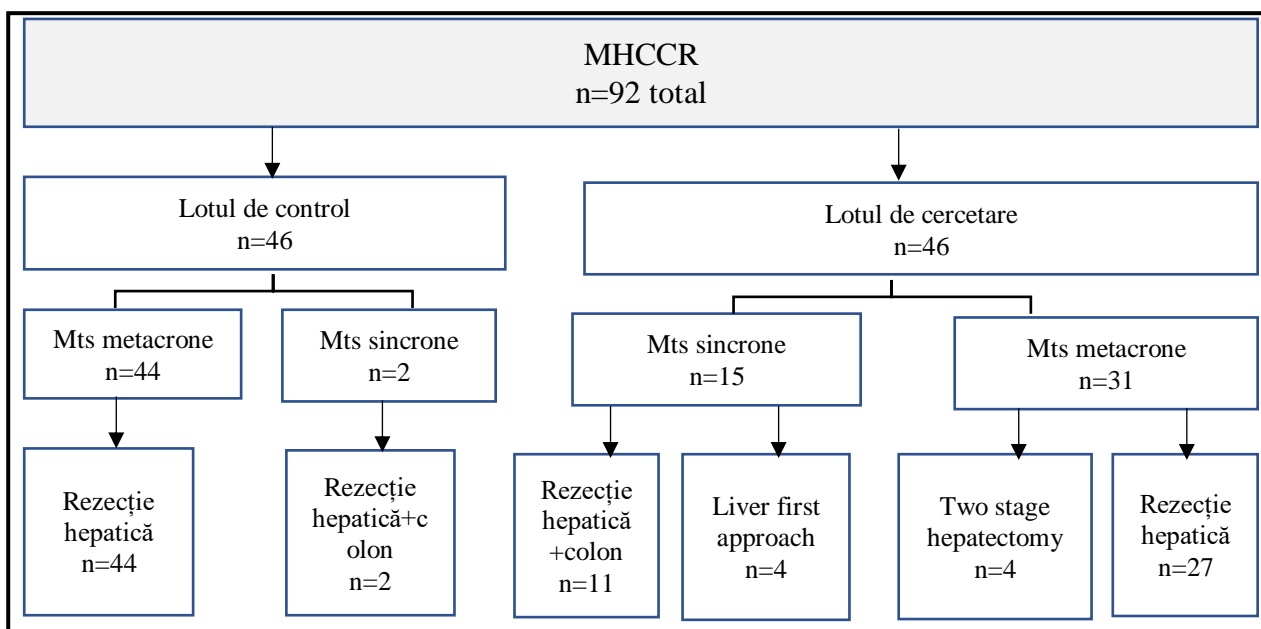 MHCCR
n=92 total
Lotul de control
n=46
Lotul de cercetare
n=46
Mts metacrone
n=44
Mts sincrone
n=2
Mts sincrone
n=15
Mts metacrone
n=31
Rezecție
hepatică
n=44
Rezecție
hepatică+c
olon
n=2
Rezecție
hepatică
+colon
n=11
Liver first
approach
n=4
Two stage
hepatectomy
n=4
Rezecție
hepatică
n=27